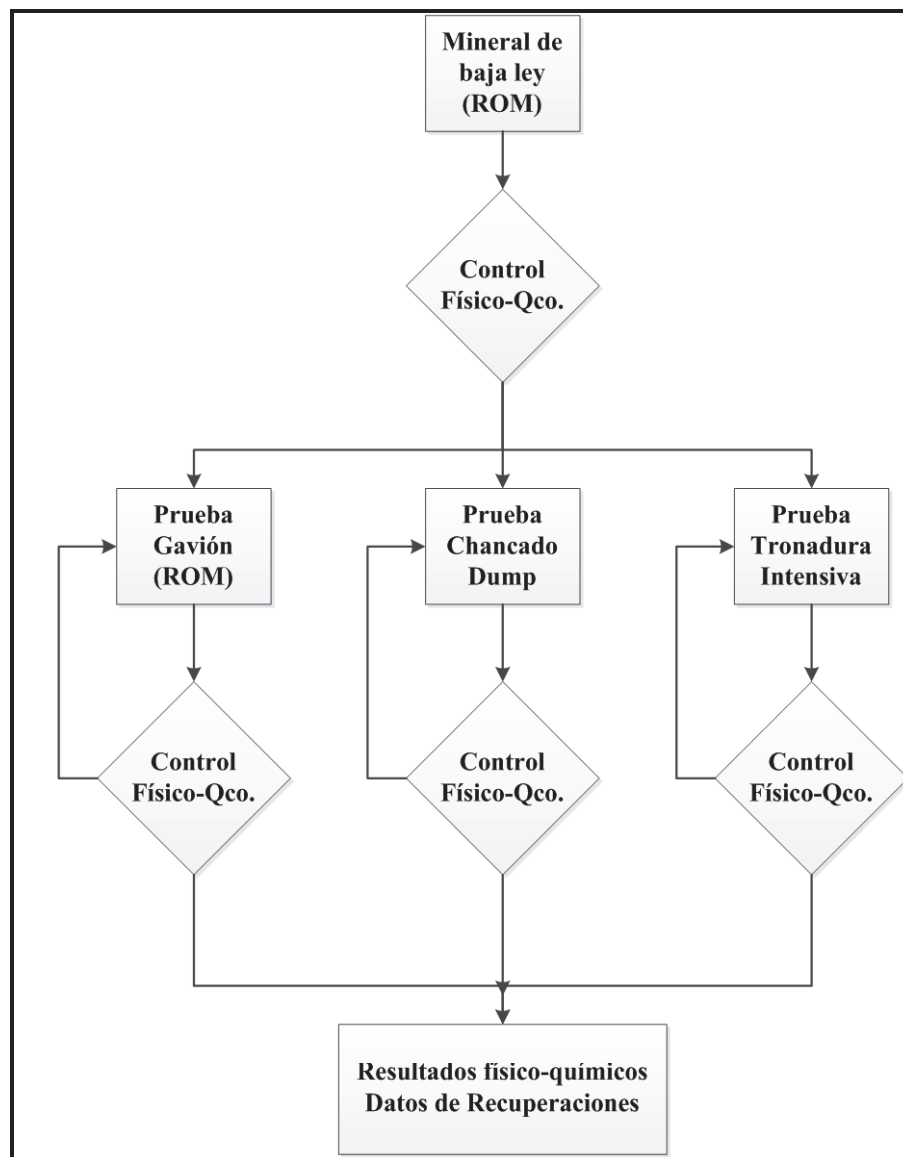 Mineral de
baja ley
(ROM)
Control
Físico-Qco.
Prueba
Gavión
(ROM)
Prueba
Chancado
Dump
Prueba
Tronadura
Intensiva
Control
Físico-Qco.
Control
Físico-Qco.
Control
Físico-Qco.
Resultados físico-químicos
Datos de Recuperaciones